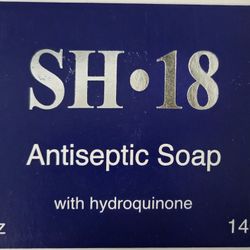 SH•18
Antiseptic Soap
with hydroquinone
z 14